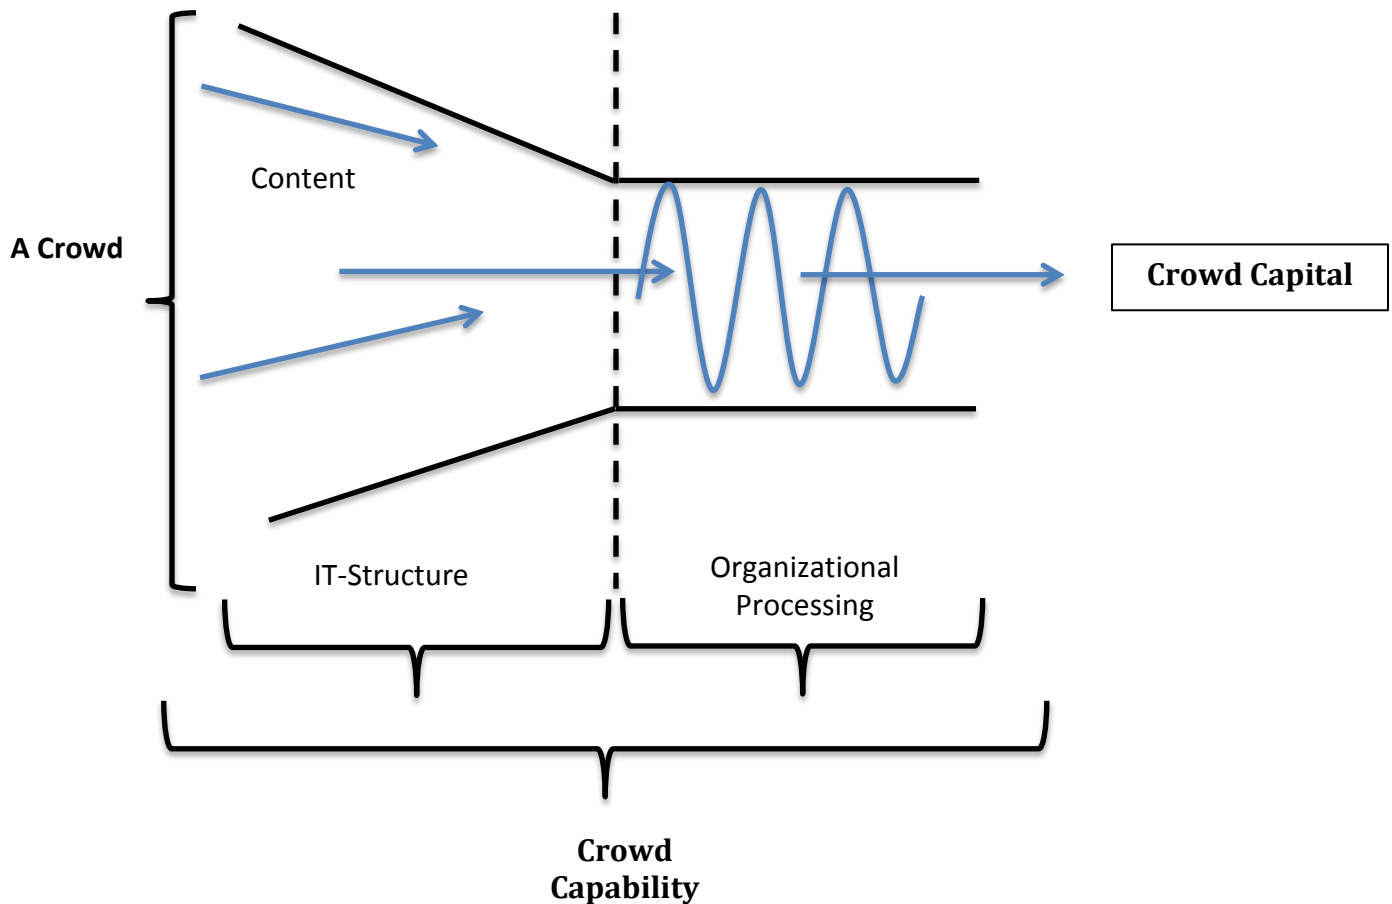 Content
A Crowd
Crowd Capital
IT-Structure
Organizational
Processing
Crowd
Capability